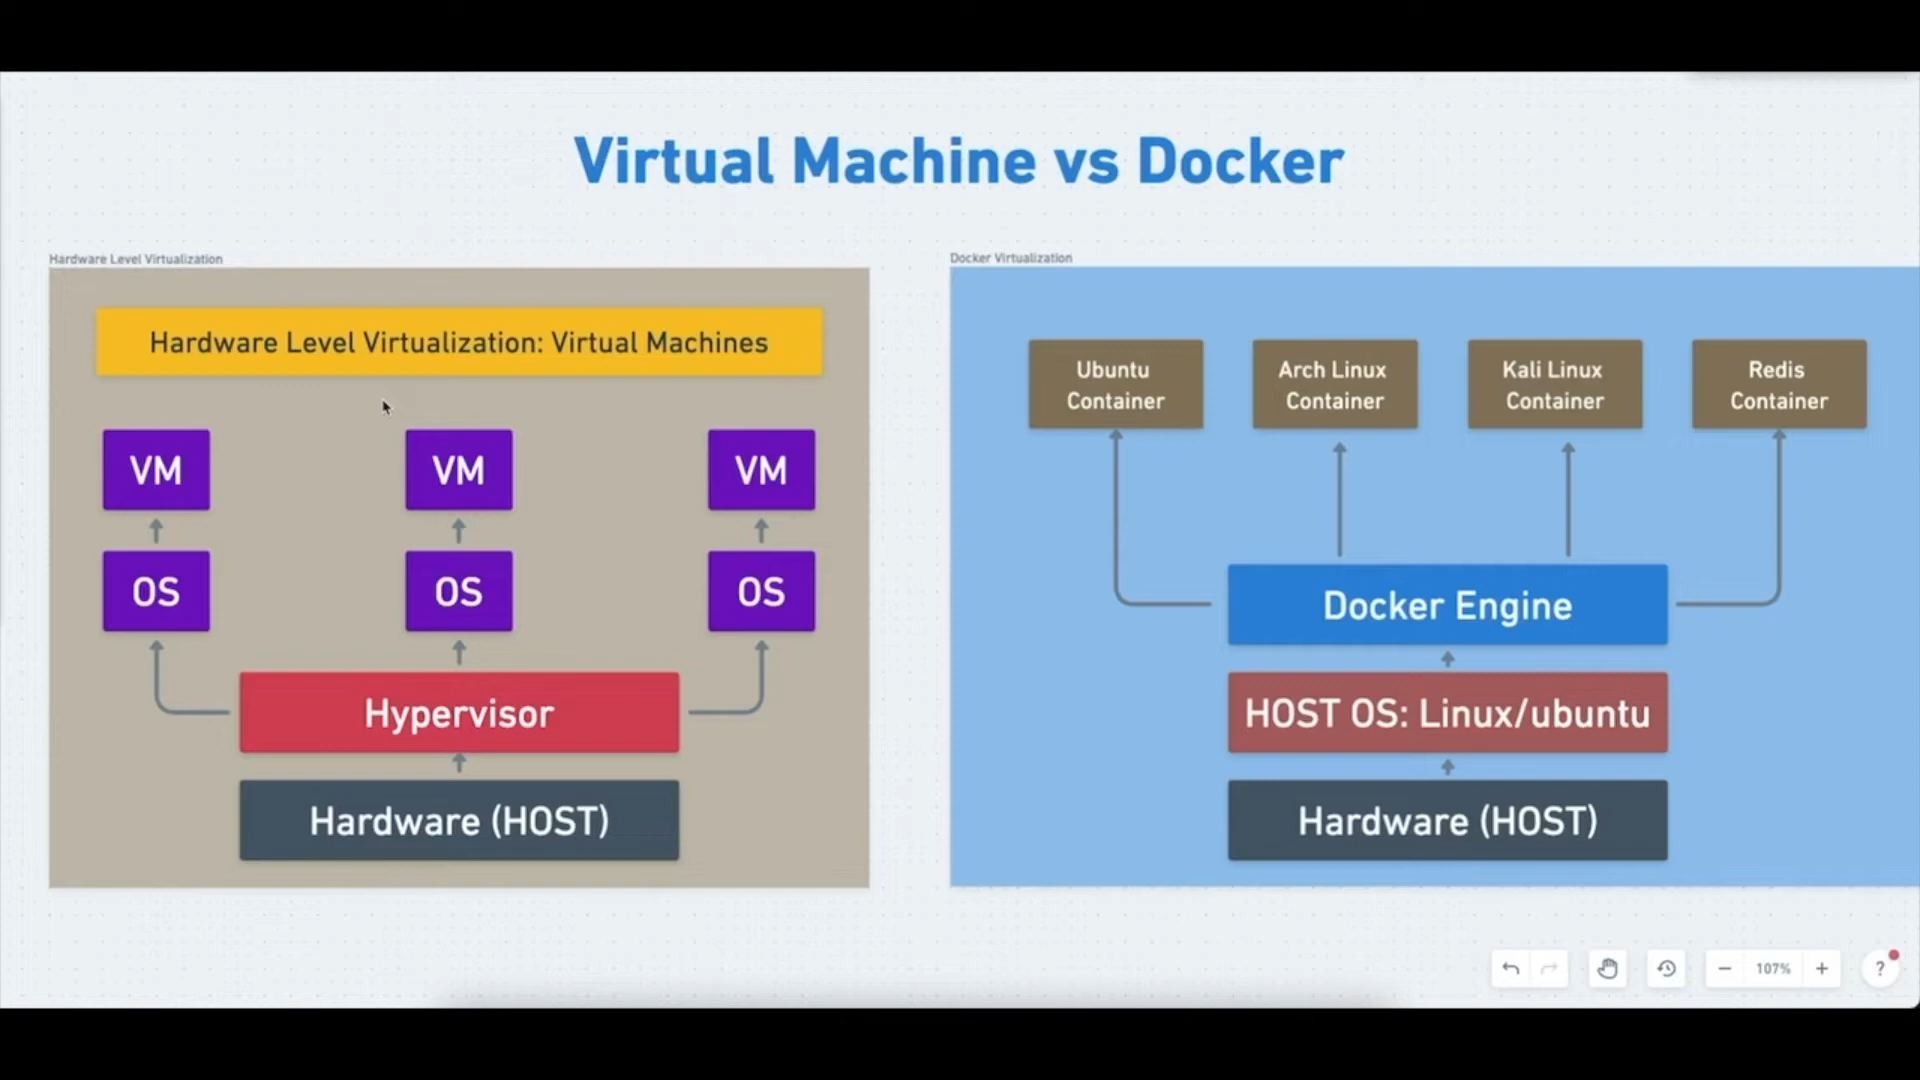 Virtual Machine vs Docker
Hardware Level Virtualization
Hardware Level Virtualization: Virtual Machines
VM
VM
VM
OS
OS
OS
Hypervisor
Hardware (HOST)
Docker Virtualization
Ubuntu
Container
Arch Linux
Container
Kali Linux
Container
Redis
Container
Docker Engine
HOST OS: Linux/ubuntu
Hardware (HOST)
107%
?